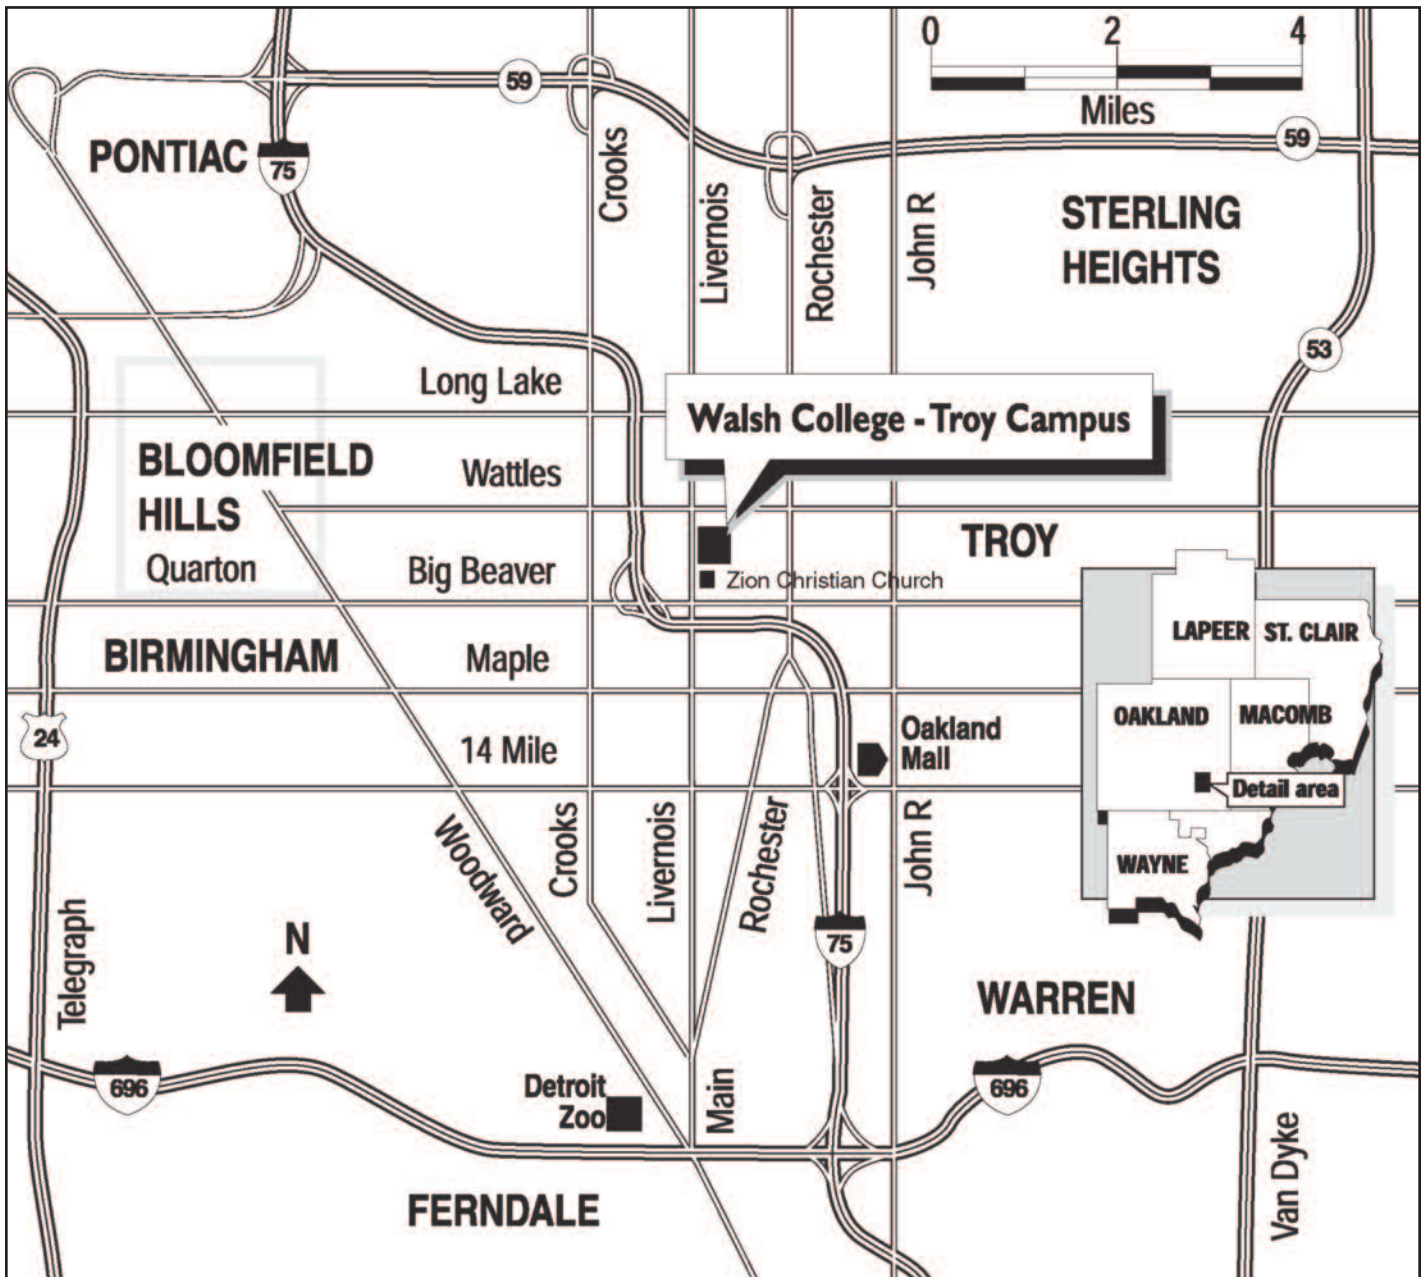 0 2 4
Miles
59
59
PONTIAC
75
Crooks
Livernois
Rochester
John R
STERLING
HEIGHTS
53
Long Lake
Walsh College - Troy Campus
BLOOMFIELD
HILLS
Wattles
Quarton
Big Beaver
TROY
Zion Christian Church
BIRMINGHAM
Maple
LAPEER
ST. CLAIR
OAKLAND
MACOMB
Detail area
WAYNE
24
14 Mile
Oakland
Mall
Woodward
Crooks
Livernois
Rochester
John R
Telegraph
N
75
WARREN
696
696
Detroit
Zoo
Main
Van Dyke
FERNDALE